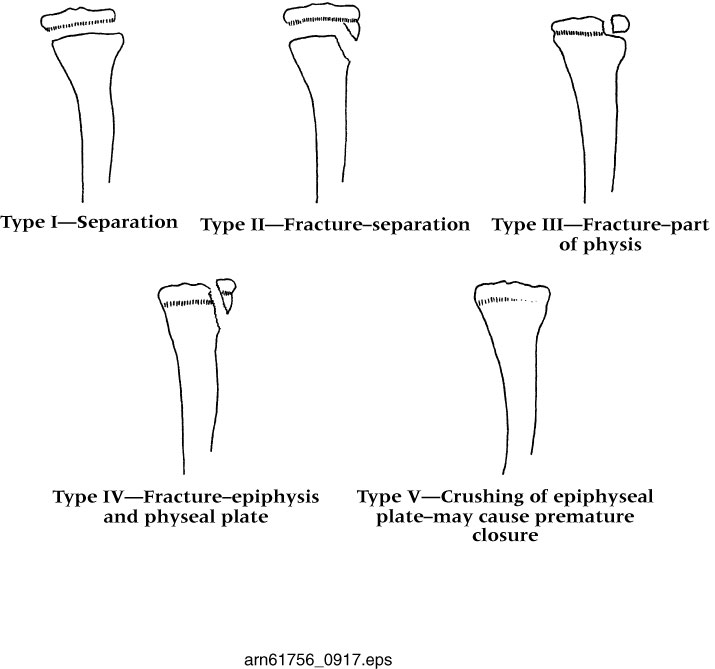 Type I—Separation
Type II—Fracture–separation
Type III—Fracture–part
of physis
Type IV—Fracture–epiphysis
and physeal plate
Type V—Crushing of epiphyseal
plate–may cause premature
closure
arn61756_0917.eps